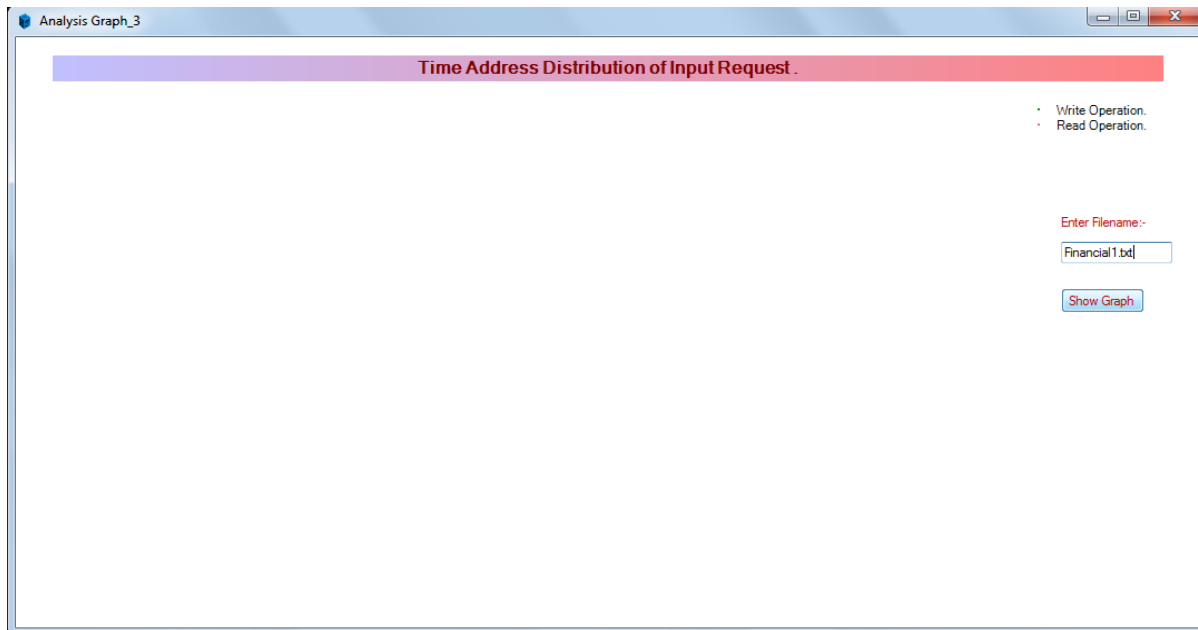 Analysis Graph_3
Time Address Distribution of Input Request .
Write Operation.
Read Operation.
Enter Filename:-
Financial1.txt
Show Graph